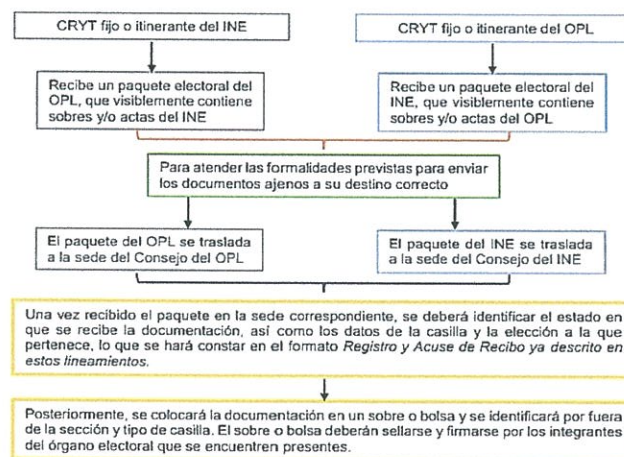 CRYT fijo o itinerante del INE
CRYT fijo o itinerante del OPL
Recibe un paquete electoral del
OPL, que visiblemente contiene
sobres y/o actas del INE
Recibe un paquete electoral del
INE, que visiblemente contiene
sobres y/o actas del OPL
Para atender las formalidades previstas para enviar
los documentos ajenos a su destino correcto
El paquete del OPL se traslada
a la sede del Consejo del OPL
El paquete del INE se traslada
a la sede del Consejo del INE
Una vez recibido el paquete en la sede correspondiente, se deberá identificar el estado en
que se recibe la documentación, así como los datos de la casilla y la elección a la que
pertenece, lo que se hará constar en el formato Registro y Acuse de Recibo ya descrito en
estos lineamientos.
Posteriormente, se colocará la documentación en un sobre o bolsa y se identificará por fuera
de la sección y tipo de casilla. El sobre o bolsa deberán sellarse y firmarse por los integrantes
del órgano electoral que se encuentren presentes.